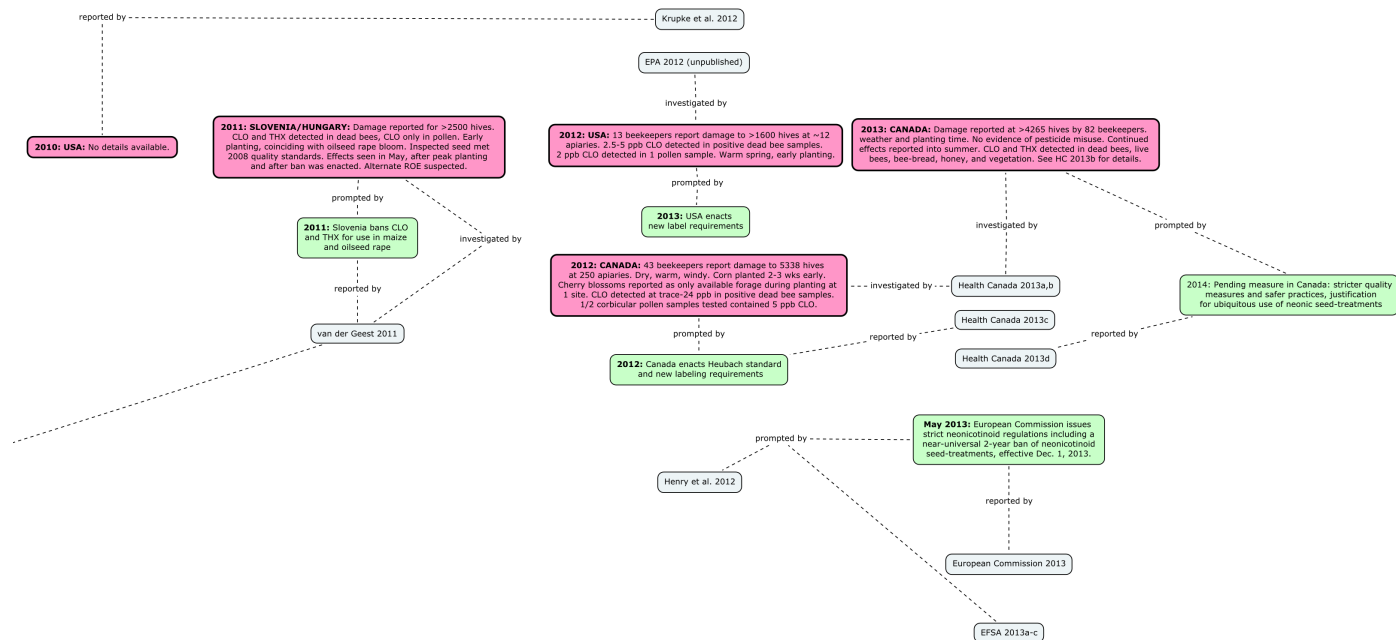 reported by
Krupke et al. 2012
EPA 2012 (unpublished)
investigated by
2010: USA: No details available.
2011: SLOVENIA/HUNGARY: Damage reported for >2500 hives.
CLO and THX detected in dead bees, CLO only in pollen. Early
planting, coinciding with oilseed rape bloom. Inspected seed met
2008 quality standards. Effects seen in May, after peak planting
and after ban was enacted. Alternate ROE suspected.
2012: USA: 13 beekeepers report damage to >1600 hives at ~12
apiaries. 2.5-5 ppb CLO detected in positive dead bee samples.
2 ppb CLO detected in 1 pollen sample. Warm spring, early planting.
2013: CANADA: Damage reported at >4265 hives by 82 beekeepers.
weather and planting time. No evidence of pesticide misuse. Continued
effects reported into summer. CLO and THX detected in dead bees, live
bees, bee-bread, honey, and vegetation. See HC 2013b for details.
prompted by
prompted by
2011: Slovenia bans CLO
and THX for use in maize
and oilseed rape
investigated by
2013: USA enacts
new label requirements
investigated by
prompted by
reported by
2012: CANADA: 43 beekeepers report damage to 5338 hives
at 250 apiaries. Dry, warm, windy. Corn planted 2-3 wks early.
Cherry blossoms reported as only available forage during planting at
1 site. CLO detected at trace-24 ppb in positive dead bee samples.
1/2 corbicular pollen samples tested contained 5 ppb CLO.
investigated by
Health Canada 2013a,b
2014: Pending measure in Canada: stricter quality
measures and safer practices, justification
for ubiquitous use of neonic seed-treatments
van der Geest 2011
prompted by
Health Canada 2013c
reported by
reported by
Health Canada 2013d
2012: Canada enacts Heubach standard
and new labeling requirements
prompted by
May 2013: European Commission issues
strict neonicotinoid regulations including a
near-universal 2-year ban of neonicotinoid
seed-treatments, effective Dec. 1, 2013.
Henry et al. 2012
reported by
European Commission 2013
EFSA 2013a-c